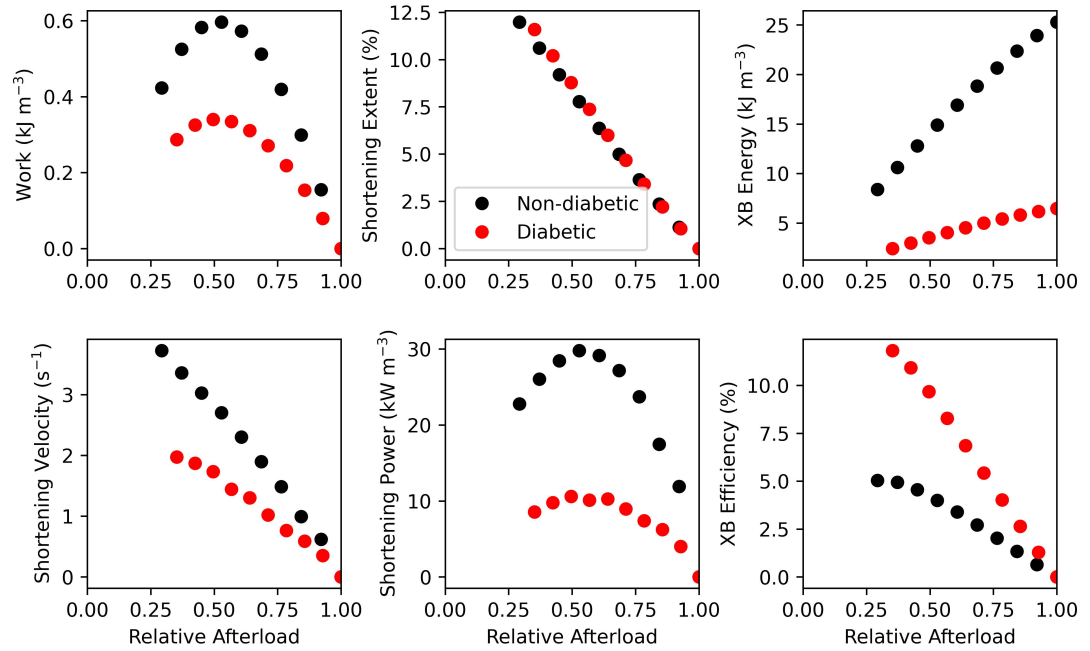 Work (kJ m⁻³)
0.6
0.4
0.2
0.0
0.00 0.25 0.50 0.75 1.00
Shortening Extent (%)
12.5
10.0
7.5
5.0
2.5
0.0
Non-diabetic
Diabetic
0.00 0.25 0.50 0.75 1.00
XB Energy (kJ m⁻³)
25
20
15
10
5
0.00 0.25 0.50 0.75 1.00
Shortening Velocity (s⁻¹)
3
2
1
0
0.00 0.25 0.50 0.75 1.00
Relative Afterload
Shortening Power (kW m⁻³)
30
20
10
0
0.00 0.25 0.50 0.75 1.00
Relative Afterload
XB Efficiency (%)
10.0
7.5
5.0
2.5
0.0
0.00 0.25 0.50 0.75 1.00
Relative Afterload